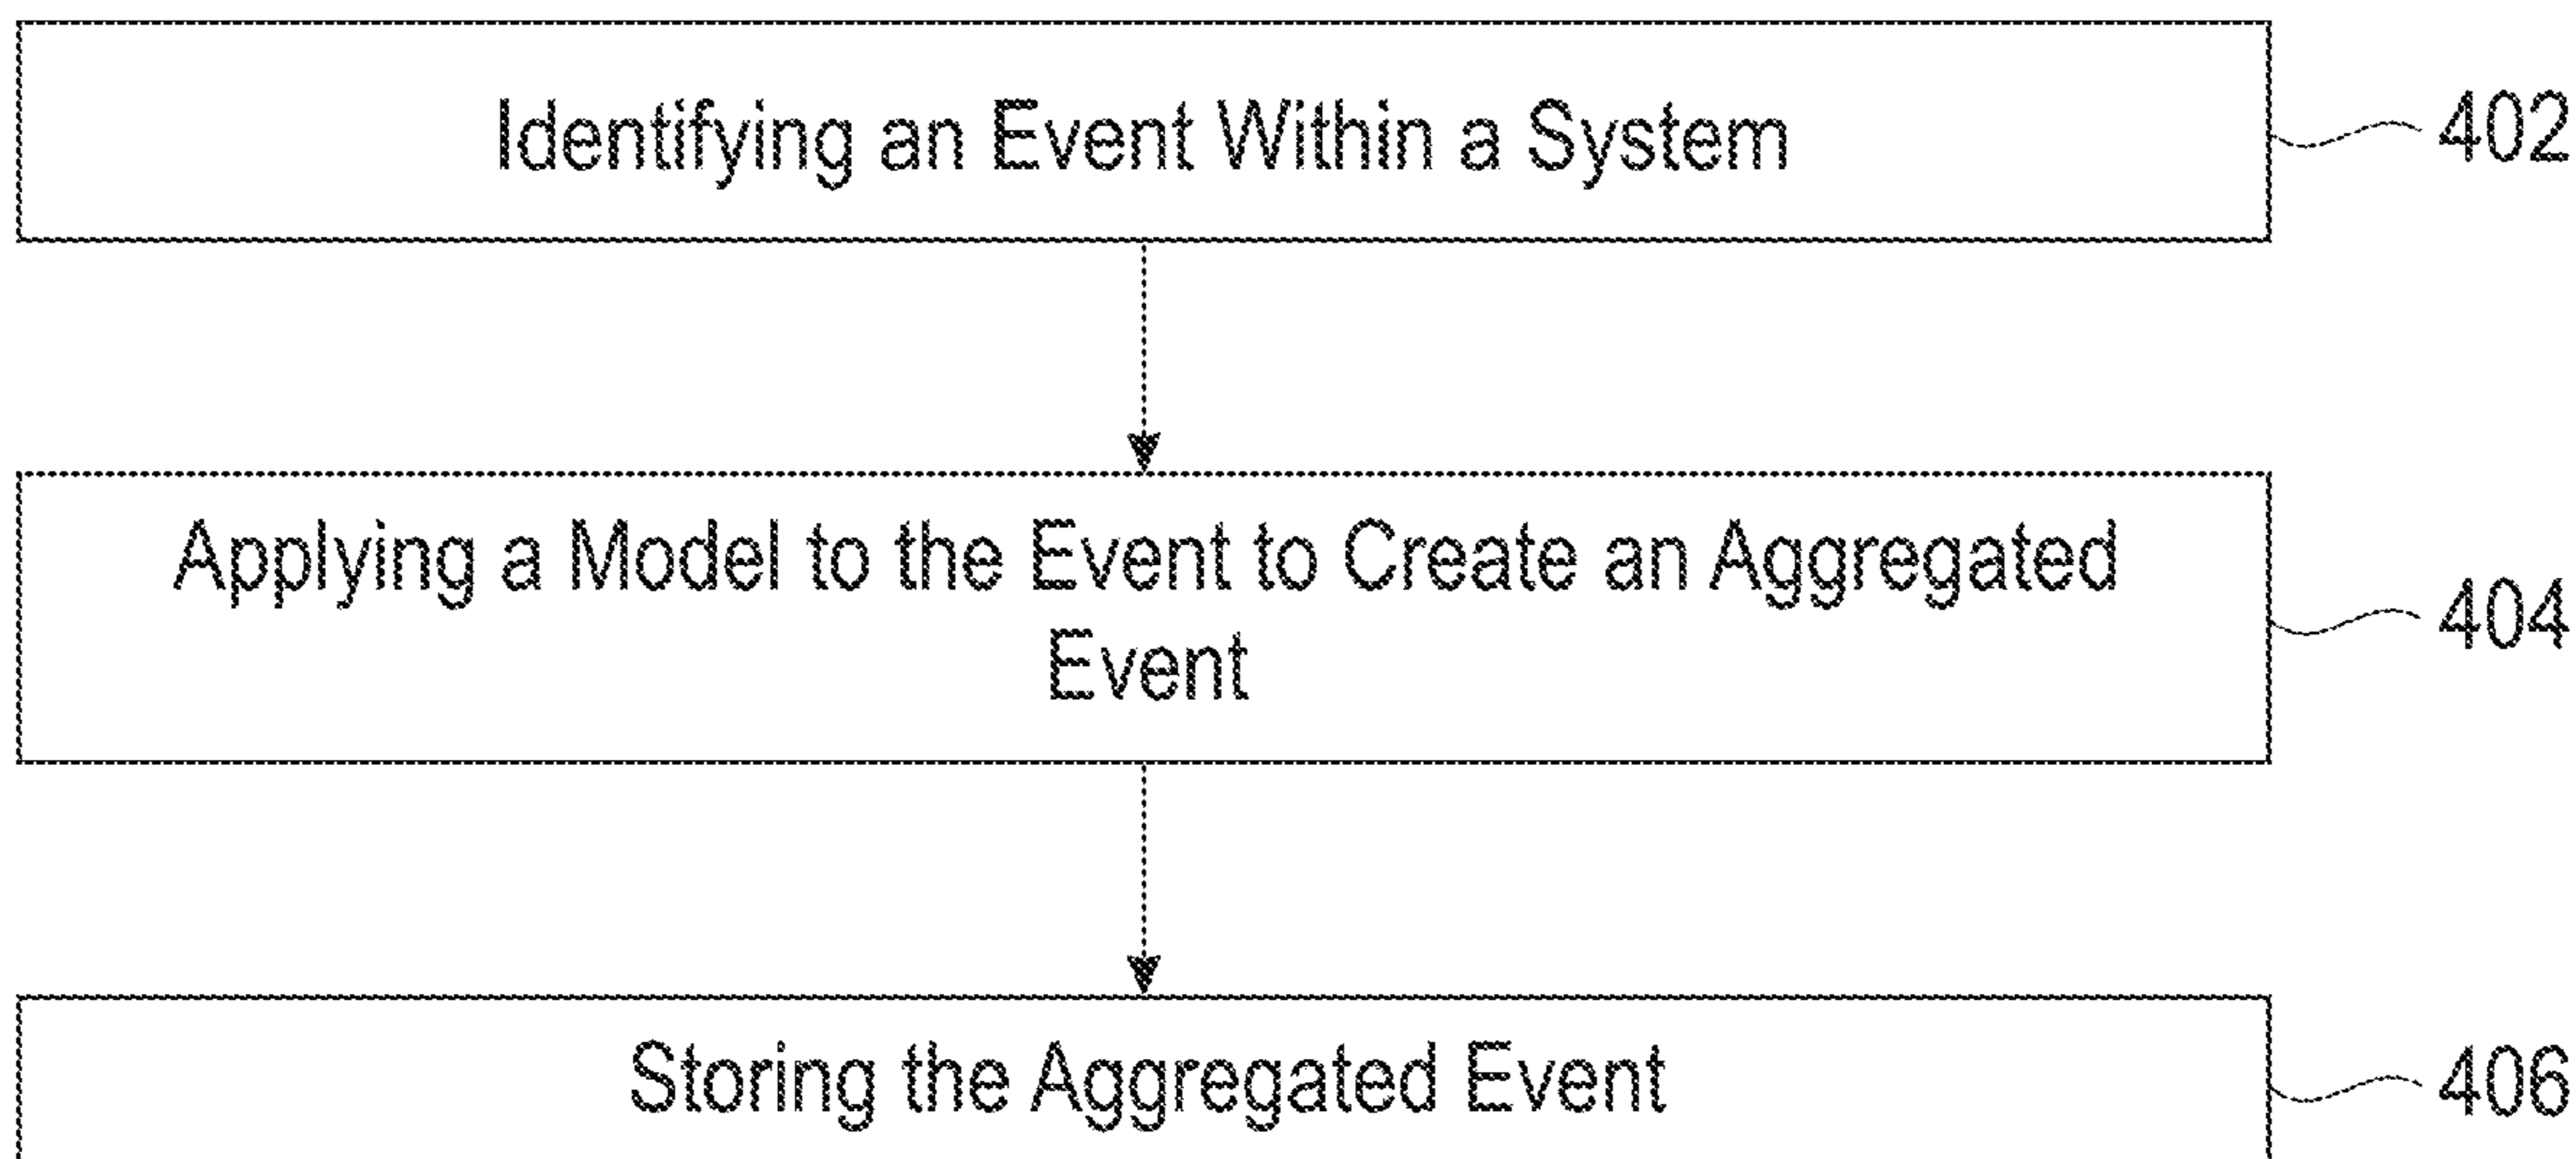 Identifying an Event Within a System
402
Applying a Model to the Event to Create an Aggregated
Event
404
Storing the Aggregated Event
406